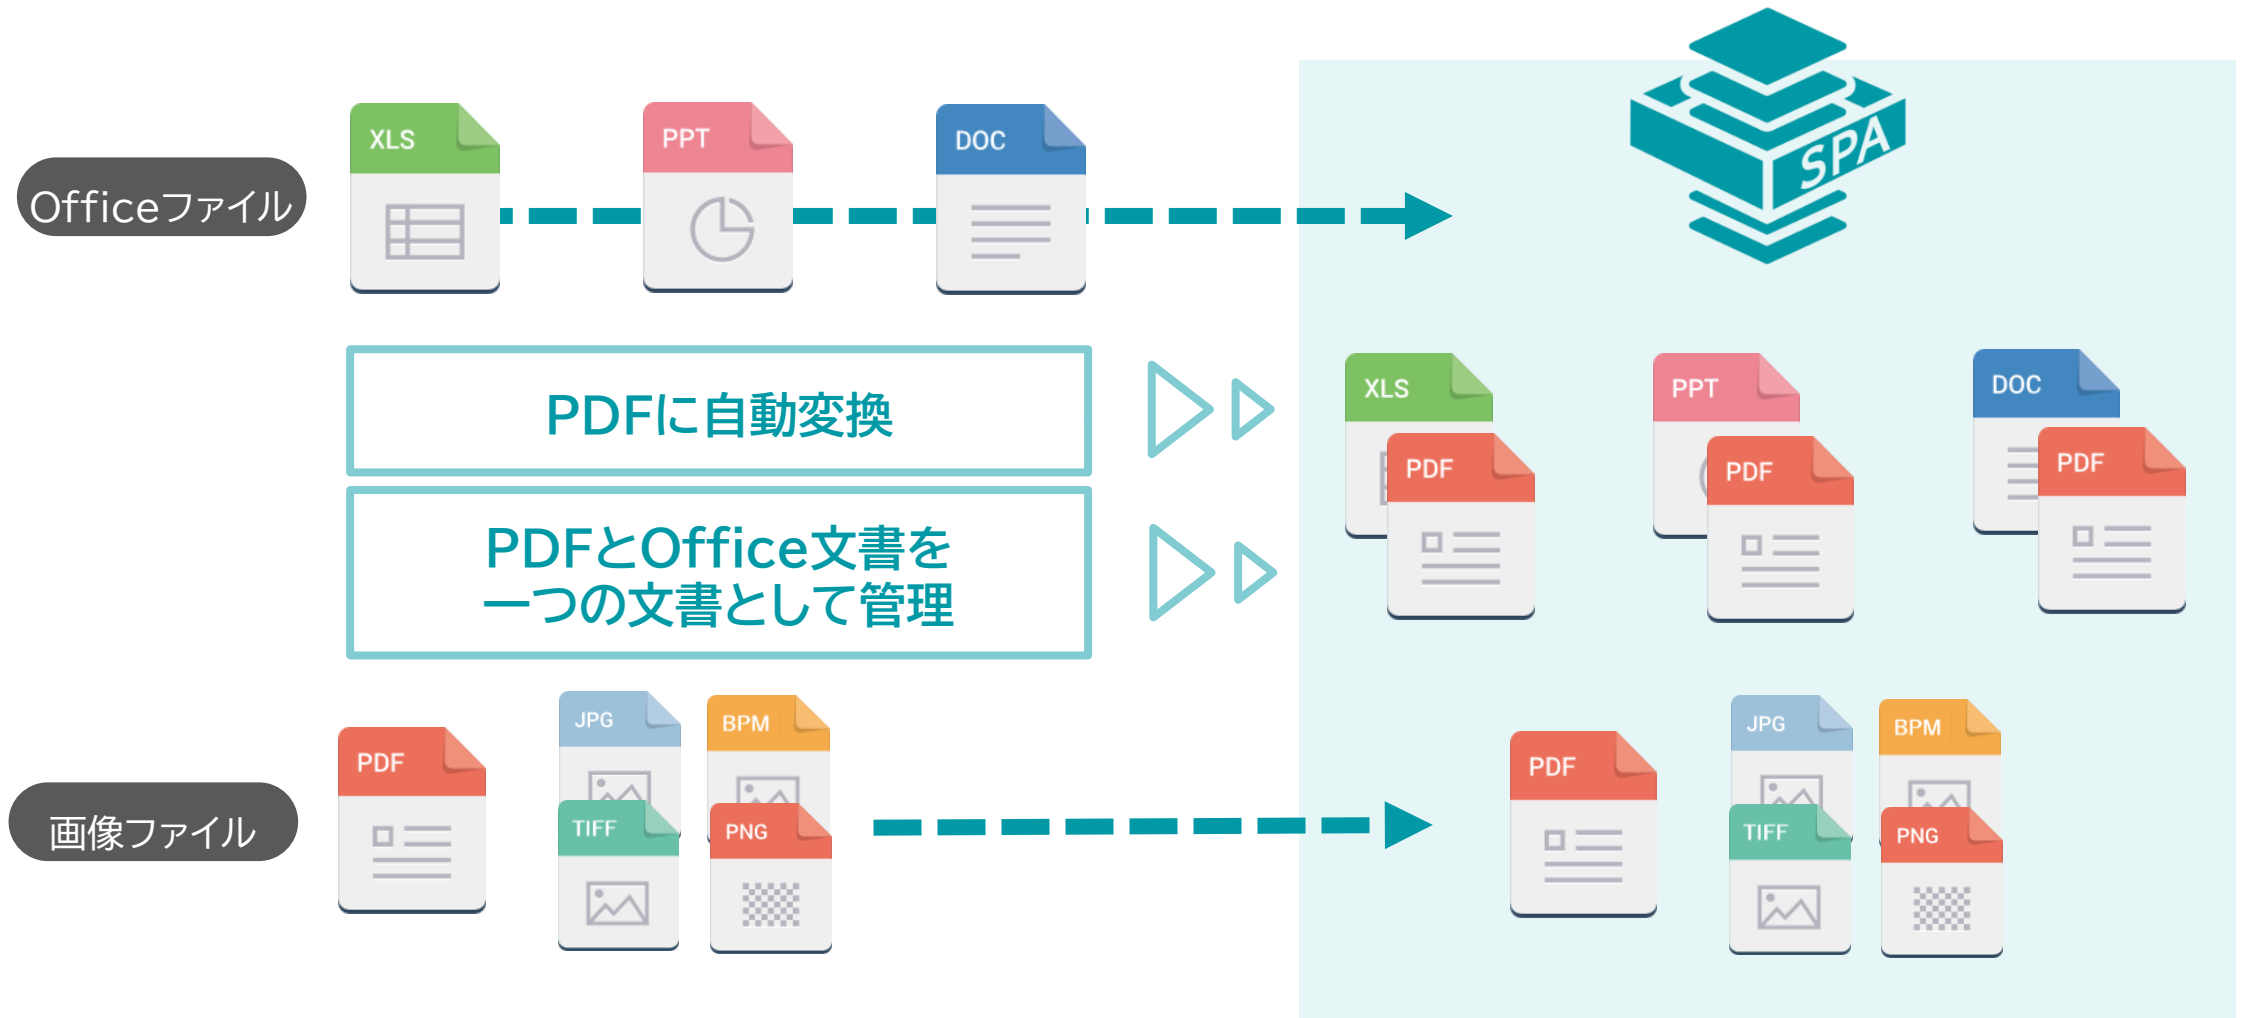 SPA
XLS
PPT
DOC
Officeファイル
PDFに自動変換
XLS
PPT
DOC
PDF
PDF
PDF
PDFとOffice文書を
一つの文書として管理
画像ファイル
PDF
JPG
BPM
TIFF
PNG
PDF
JPG
BPM
TIFF
PNG